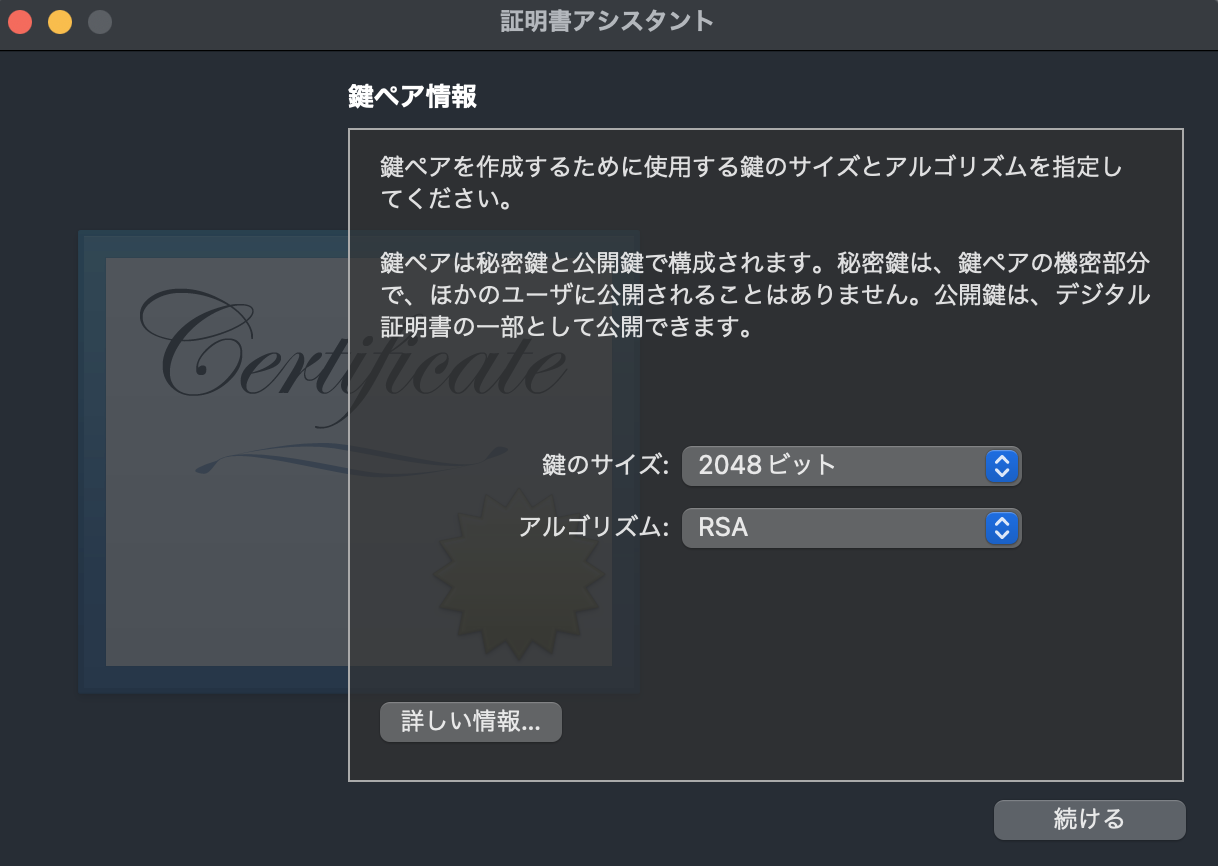 証明書アシスタント
鍵ペア情報
鍵ペアを作成するために使用する鍵のサイズとアルゴリズムを指定し
てください。
鍵ペアは秘密鍵と公開鍵で構成されます。秘密鍵は、鍵ペアの機密部分
で、ほかのユーザに公開されることはありません。公開鍵は、デジタル
証明書の一部として公開できます。
Certificate
鍵のサイズ: 2048 ビット
アルゴリズム: RSA
詳しい情報...
続ける